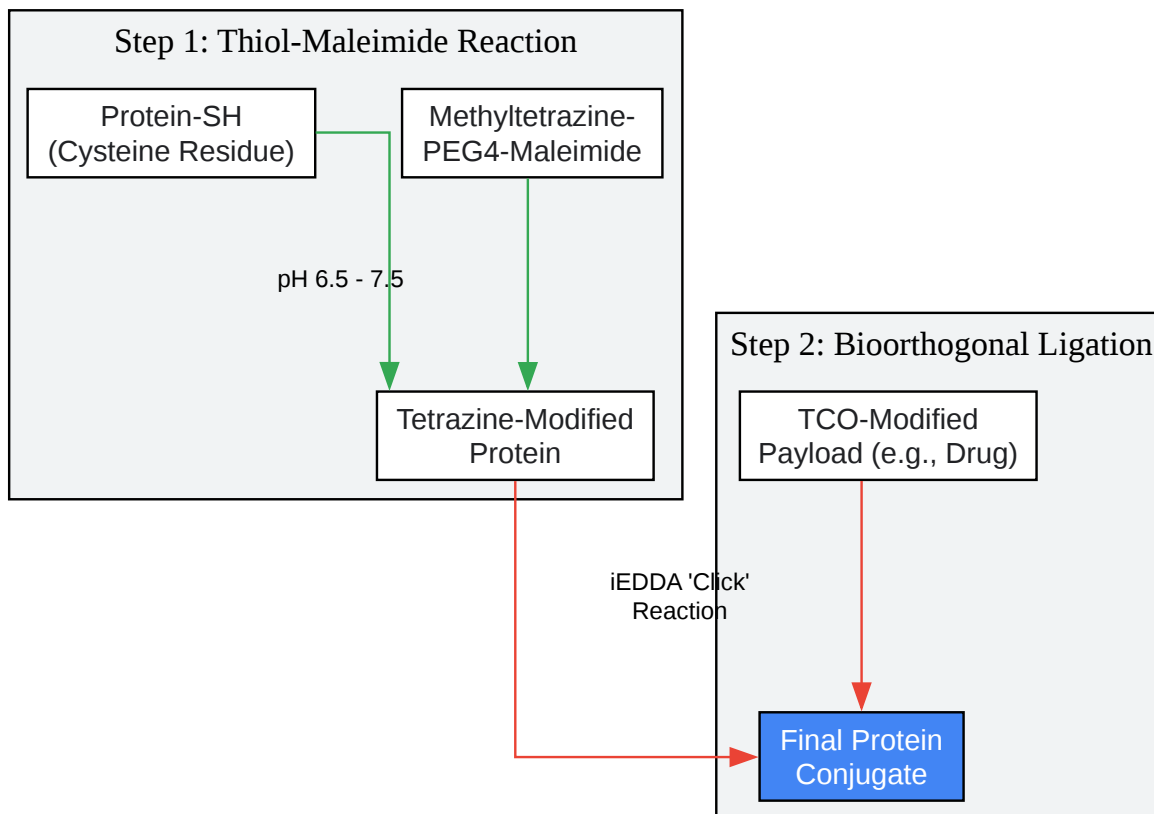 Step 1: Thiol-Maleimide Reaction
Protein-SH
(Cysteine Residue)
Methyltetrazine-
PEG4-Maleimide
pH 6.5 - 7.5
Tetrazine-Modified
Protein
Step 2: Bioorthogonal Ligation
TCO-Modified
Payload (e.g., Drug)
iEDDA 'Click'
Reaction
Final Protein
Conjugate